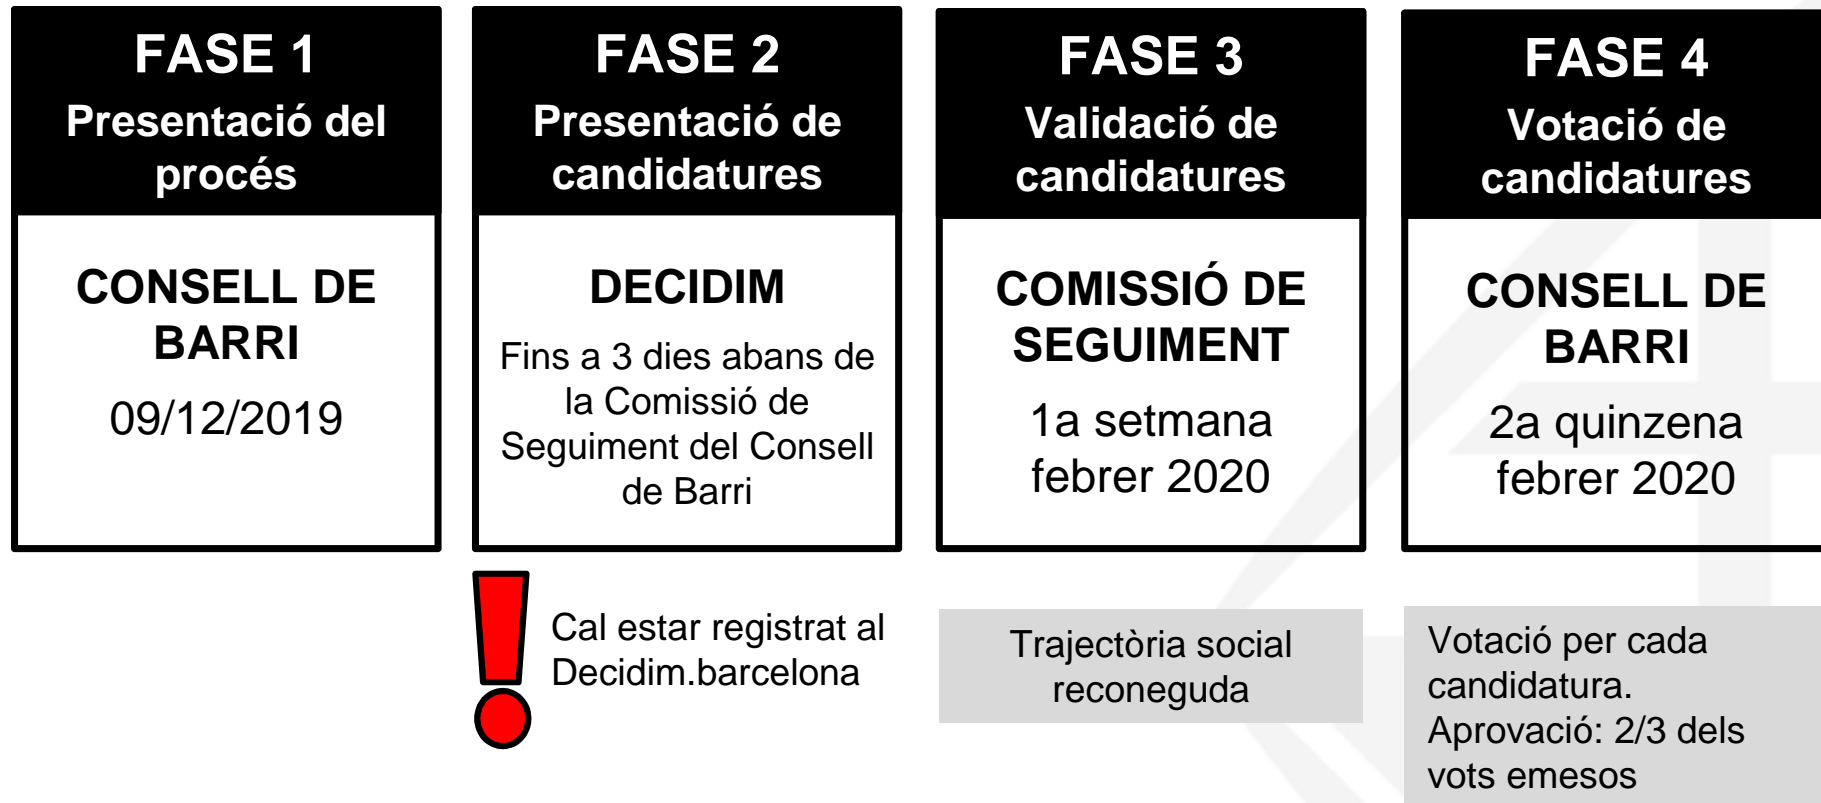 FASE 1
Presentació del
procés
CONSELL DE
BARRI
09/12/2019
FASE 2
Presentació de
candidatures
DECIDIM
Fins a 3 dies abans de
la Comissió de
Seguiment del Consell
de Barri
Cal estar registrat al
Decidim.barcelona
FASE 3
Validació de
candidatures
COMISSIÓ DE
SEGUIMENT
1a setmana
febrer 2020
Trajectòria social
reconeguda
FASE 4
Votació de
candidatures
CONSELL DE
BARRI
2a quinzena
febrer 2020
Votació per cada
candidatura.
Aprovació: 2/3 dels
vots emesos